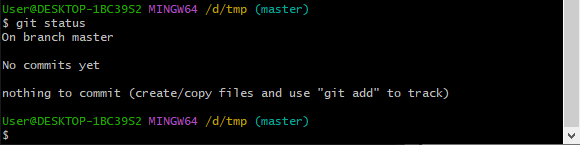 User@DESKTOP-1BC39S2 MINGW64 /d/tmp (master)
$ git status
On branch master
No commits yet
nothing to commit (create/copy files and use "git add" to track)
User@DESKTOP-1BC39S2 MINGW64 /d/tmp (master)
$